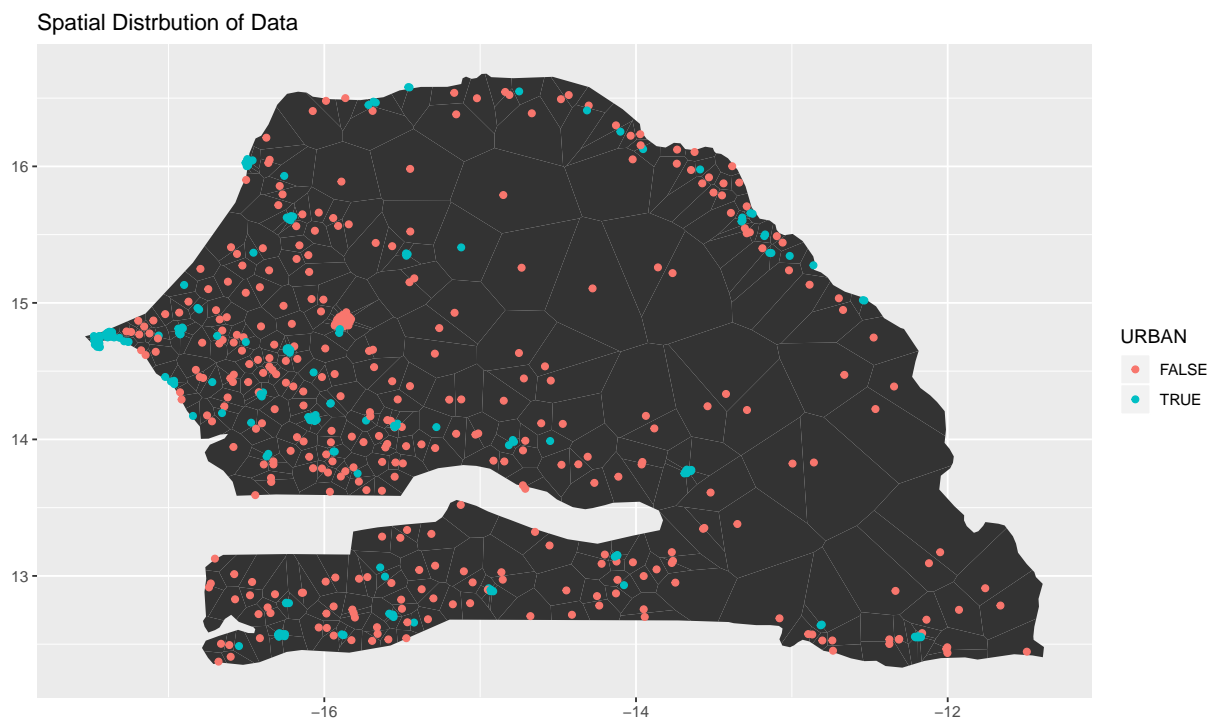 Spatial Distrbution of Data
16
15
14
13
−16
−14
−12
URBAN
FALSE
TRUE